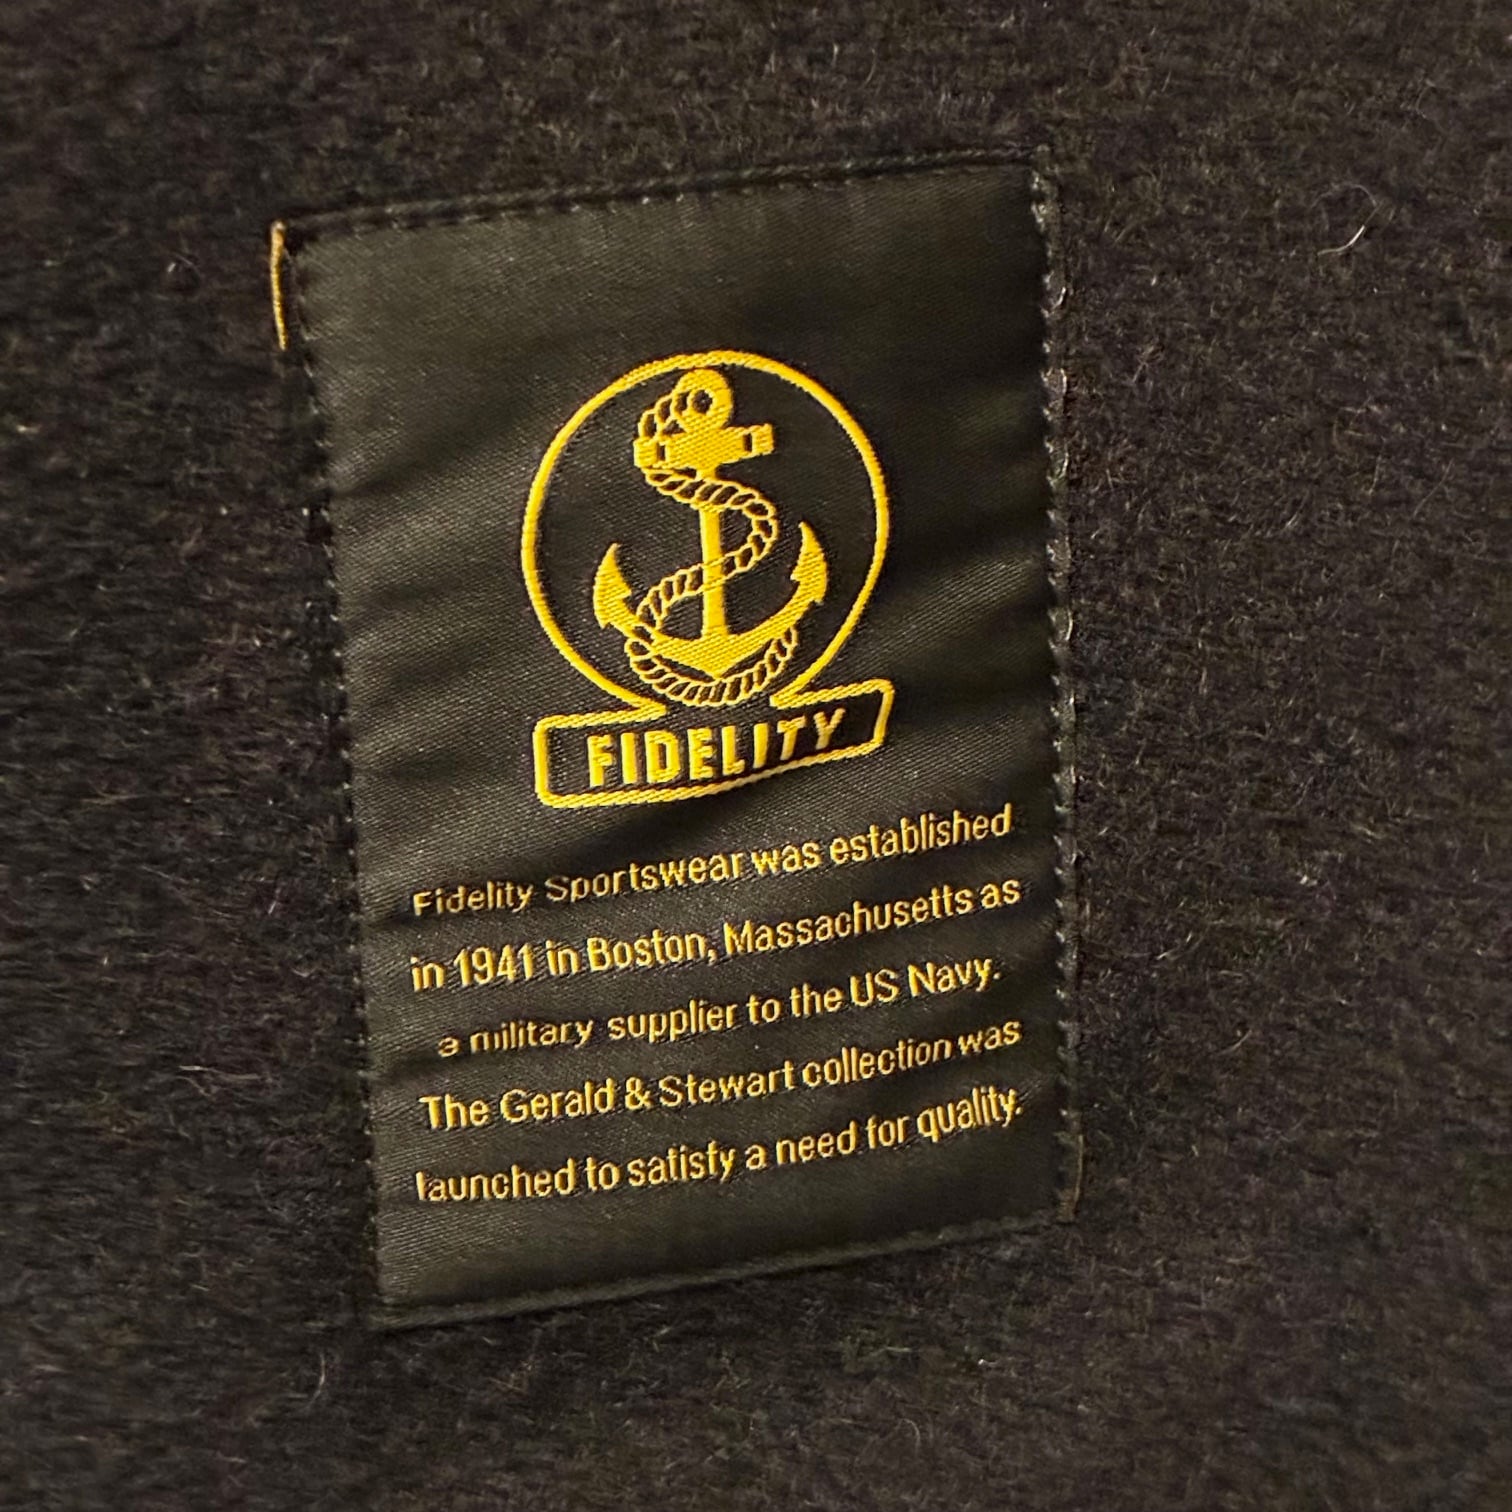 FIDELITY
Fidelity Sportswear was established
in 1941 in Boston, Massachusetts as
a military supplier to the US Navy.
The Gerald & Stewart collection was
launched to satisfy a need for quality.